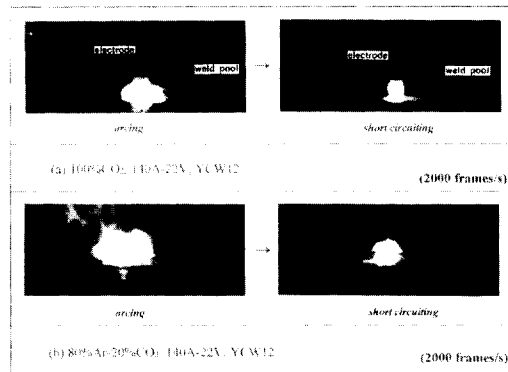 electrode
weld pool
electrode
weld pool
arcing
short circuiting
(a) 100%CO₂, 140A-22V, YCW12
(2000 frames/s)
arcing
short circuiting
(b) 80%Ar-20%CO₂, 140A-22V, YCW12
(2000 frames/s)